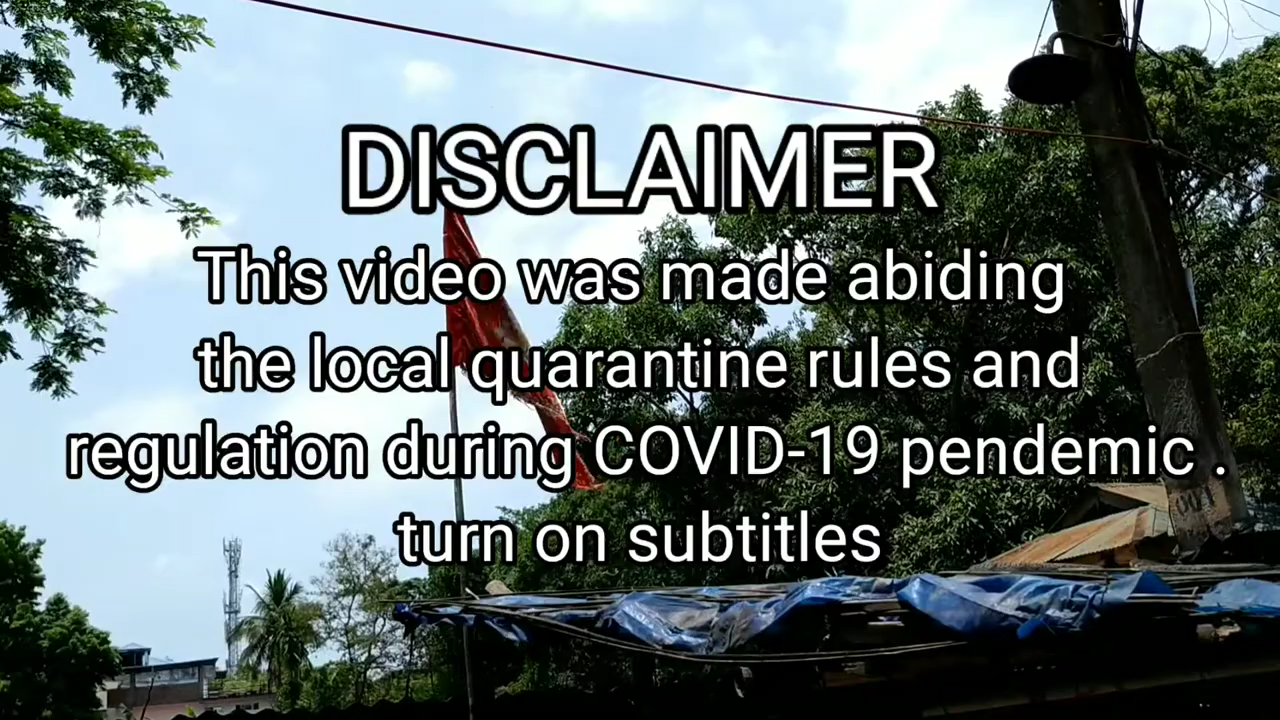 DISCLAIMER
This video was made abiding
the local quarantine rules and
regulation during COVID-19 pendemic .
turn on subtitles